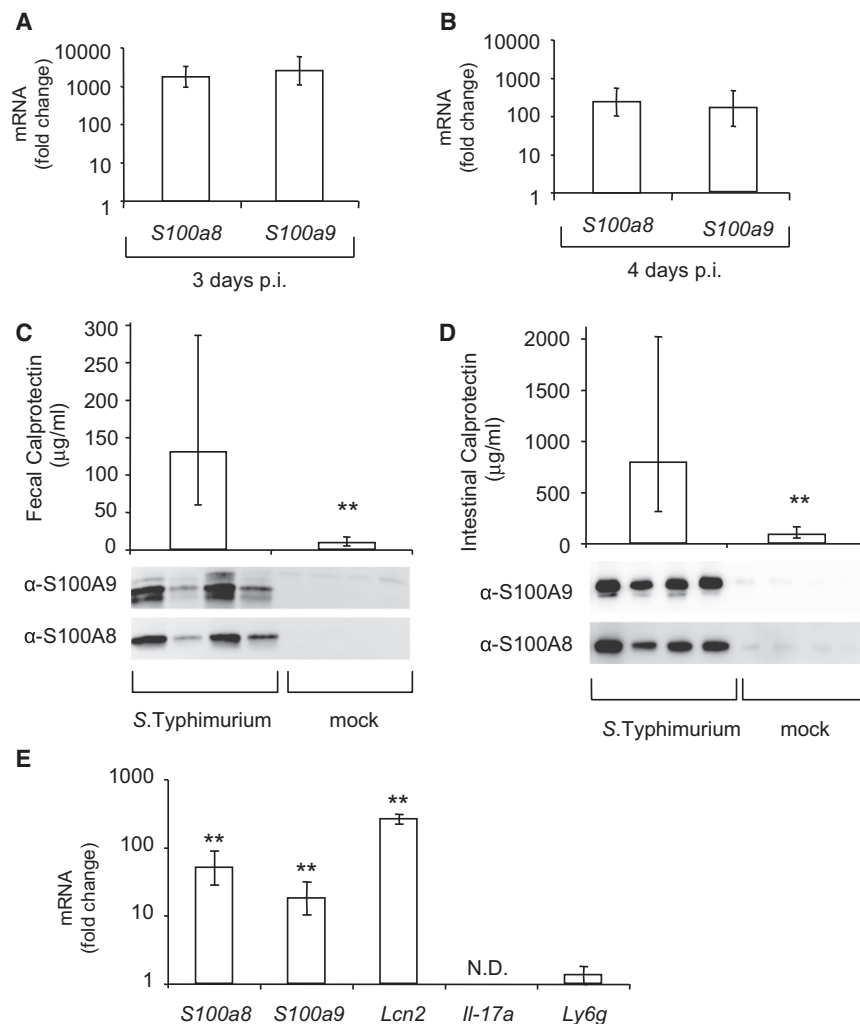 A
mRNA
(fold change)
10000
1000
100
10
1
S100a8 S100a9
3 days p.i.
B
mRNA
(fold change)
10000
1000
100
10
1
S100a8 S100a9
4 days p.i.
C
Fecal Calprotectin
(µg/ml)
300
250
200
150
100
50
0
**
α-S100A9
α-S100A8
S.Typhimurium mock
D
Intestinal Calprotectin
(µg/ml)
2000
1500
1000
500
0
**
α-S100A9
α-S100A8
S.Typhimurium mock
E
mRNA
(fold change)
1000
100
10
1
** ** **
N.D.
S100a8 S100a9 Lcn2 Il-17a Ly6g